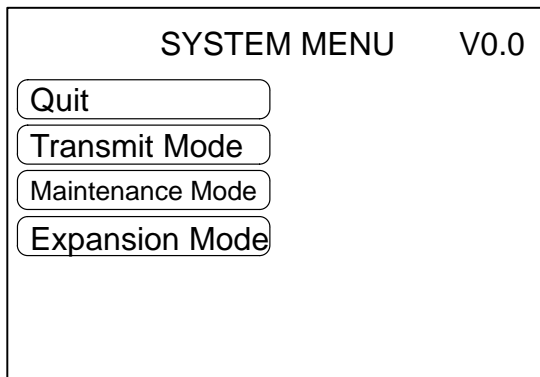 SYSTEM MENU V0.0
Quit
Transmit Mode
Maintenance Mode
Expansion Mode